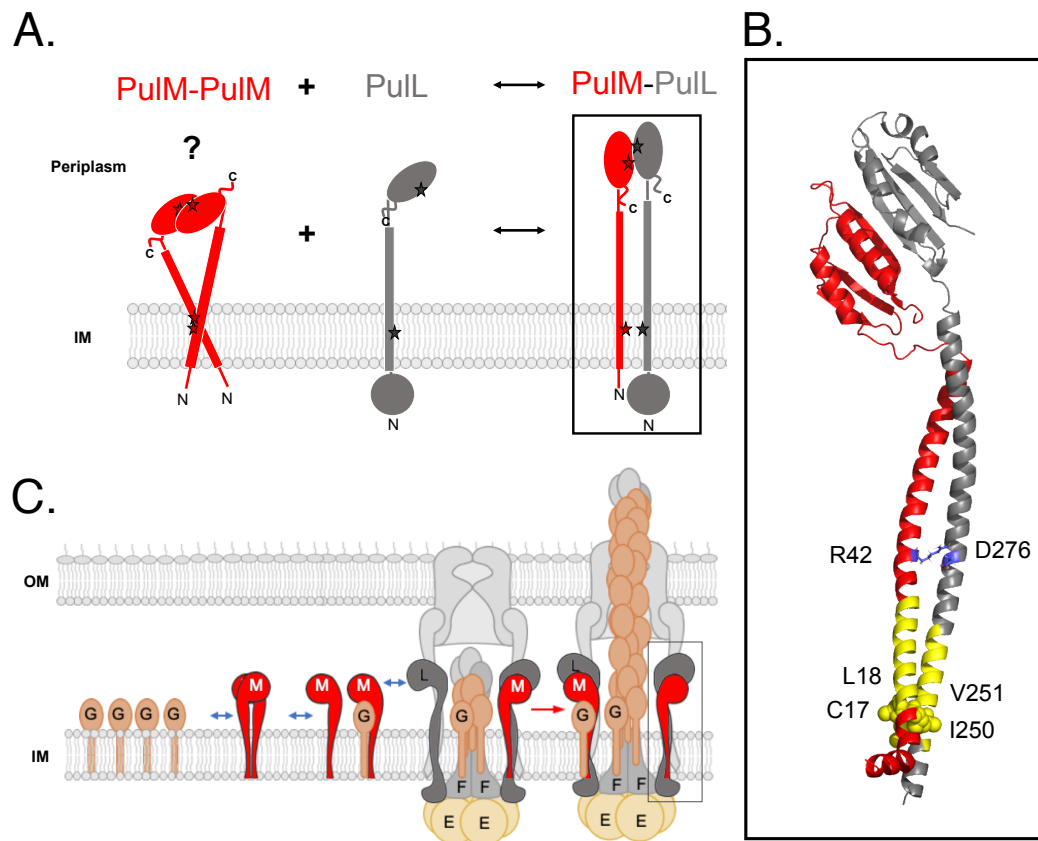 A.
PulM-PulM + PulL PulM-PulL
?
Periplasm
C
C
C
+
C
C
IM
N N
N
N
N
B.
R42
D276
L18
V251
C17
I250
C.
OM
L
L
M M M M M
G G G G G G G G
IM
F F F F
E E E E